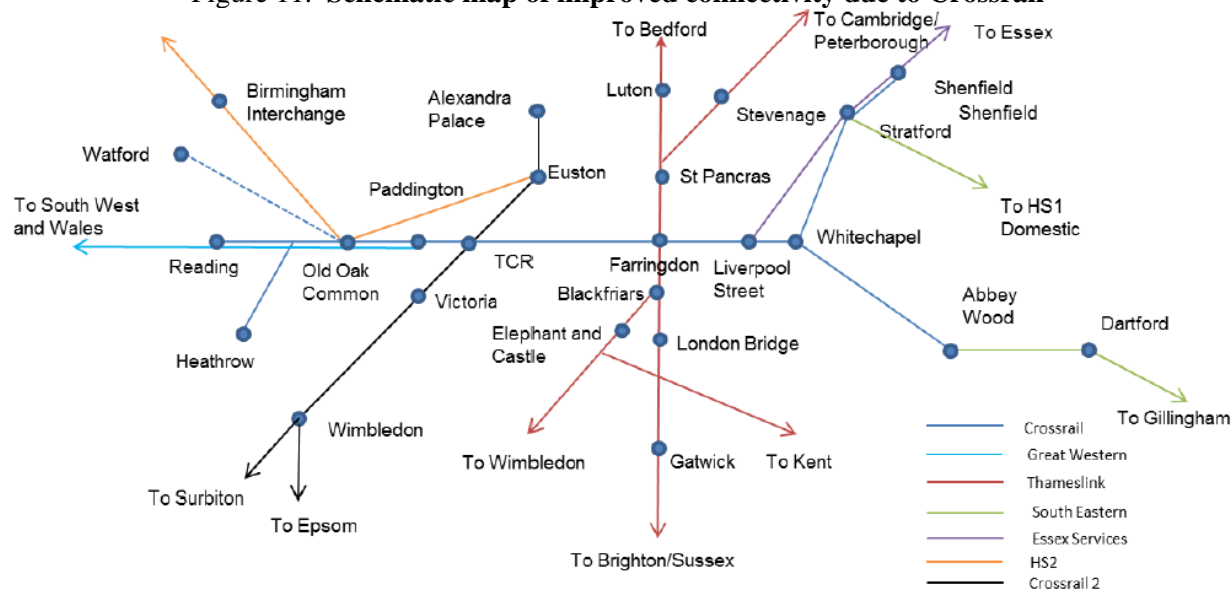 Figure 11: Schematic map of improved connectivity due to Crossrail
To Bedford
To Cambridge/
Peterborough
To Essex
Birmingham
Interchange
Alexandra
Palace
Luton
Stevenage
Shenfield
Shenfield
Stratford
Watford
Paddington
Euston
St Pancras
To South West
and Wales
To HS1
Domestic
Reading
Old Oak
Common
TCR
Farringdon
Liverpool
Street
Whitechapel
Victoria
Blackfriars
Elephant and
Castle
London Bridge
Abbey
Wood
Dartford
Heathrow
Wimbledon
To Wimbledon
Gatwick
To Kent
To Gillingham
To Surbiton
To Epsom
To Brighton/Sussex
Crossrail
Great Western
Thameslink
South Eastern
Essex Services
HS2
Crossrail 2